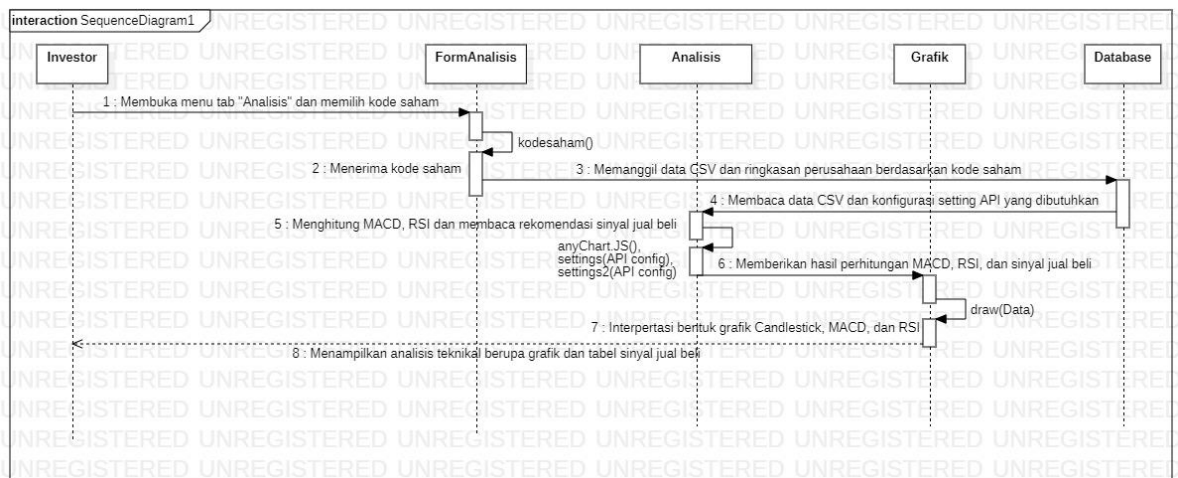 interaction SequenceDiagram1
Investor
FormAnalisis
Analisis
Grafik
Database
1 : Membuka menu tab "Analisis" dan memilih kode saham
kodesaham()
2 : Menerima kode saham
3 : Memanggil data CSV dan ringkasan perusahaan berdasarkan kode saham
4 : Membaca data CSV dan konfigurasi setting API yang dibutuhkan
5 : Menghitung MACD, RSI dan membaca rekomendasi sinyal jual beli
anyChart.JS(),
settings(API config),
settings2(API config)
6 : Memberikan hasil perhitungan MACD, RSI, dan sinyal jual beli
draw(Data)
7 : Interpertasi bentuk grafik Candlestick, MACD, dan RSI
8 : Menampilkan analisis teknikal berupa grafik dan tabel sinyal jual beli
UNREGISTERED